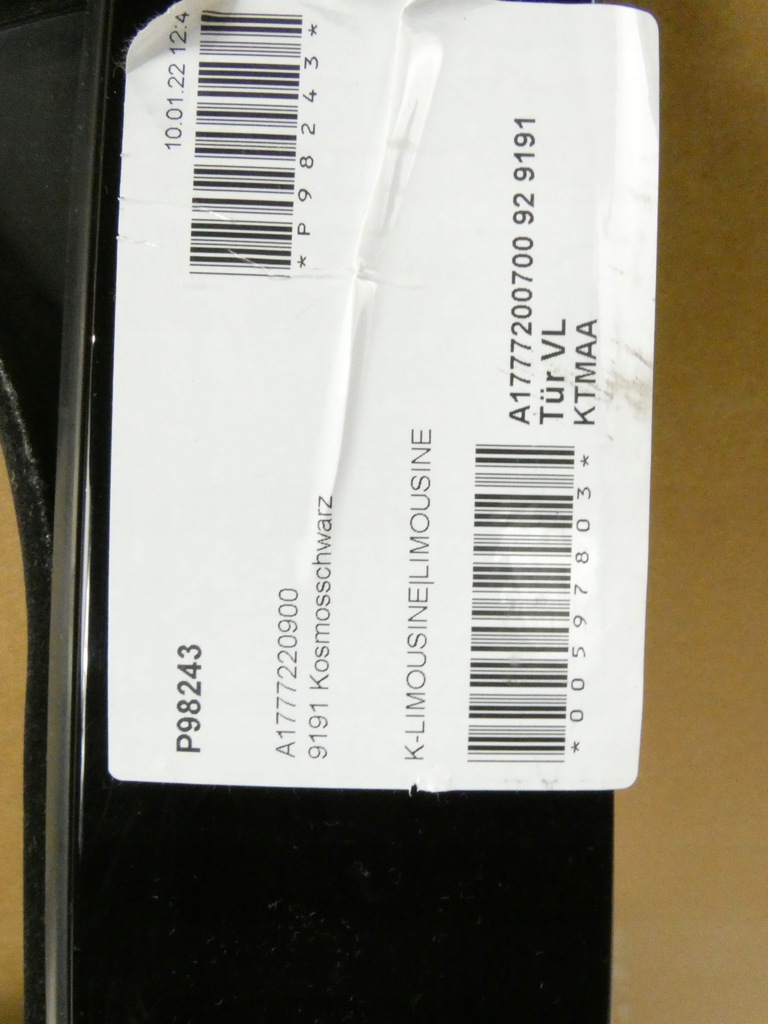 P98243
10.01.22 12:4
*P98243*
A1777220900
9191 Kosmosschwarz
K-LIMOUSINE|LIMOUSINE
*00597803*
A1777200700 92 9191
Tür VL
KTMAA